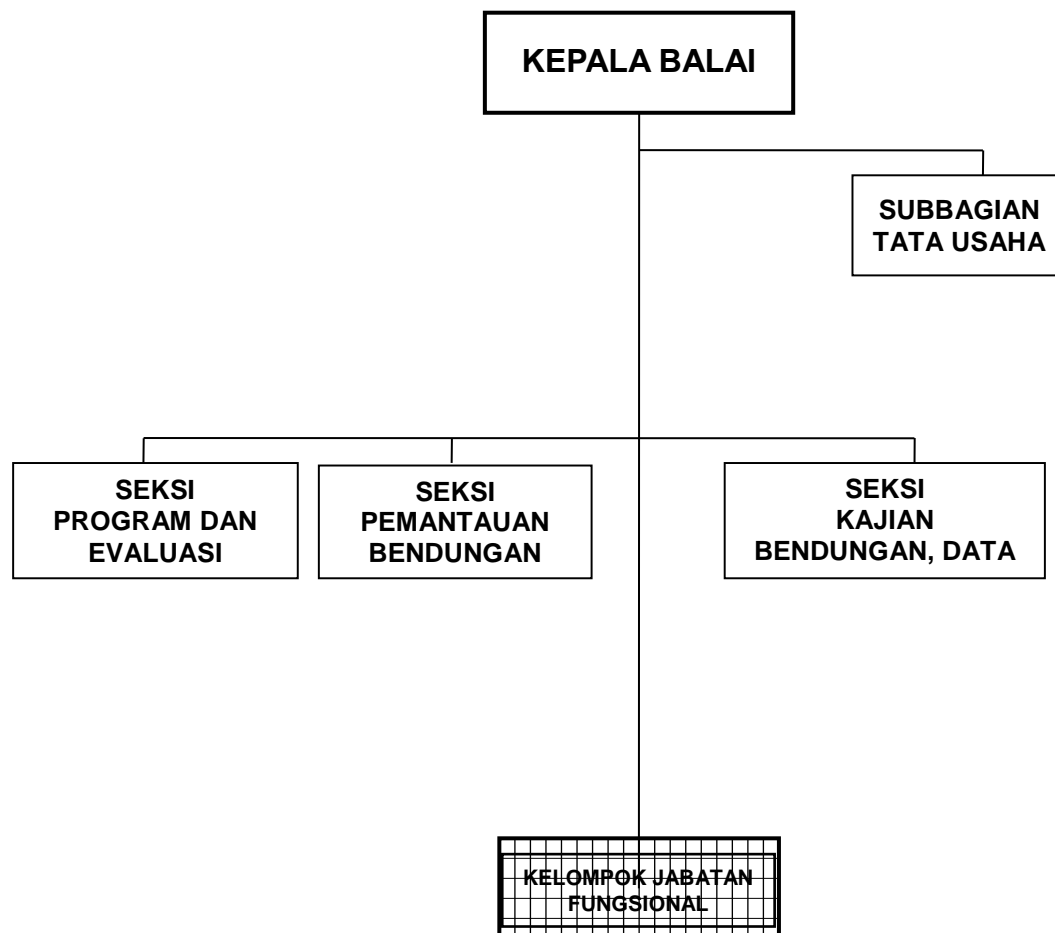 KEPALA BALAI
SUBBAGIAN
TATA USAHA
SEKSI
PROGRAM DAN
EVALUASI
SEKSI
PEMANTAUAN
BENDUNGAN
SEKSI
KAJIAN
BENDUNGAN, DATA
KELOMPOK JABATAN
FUNGSIONAL